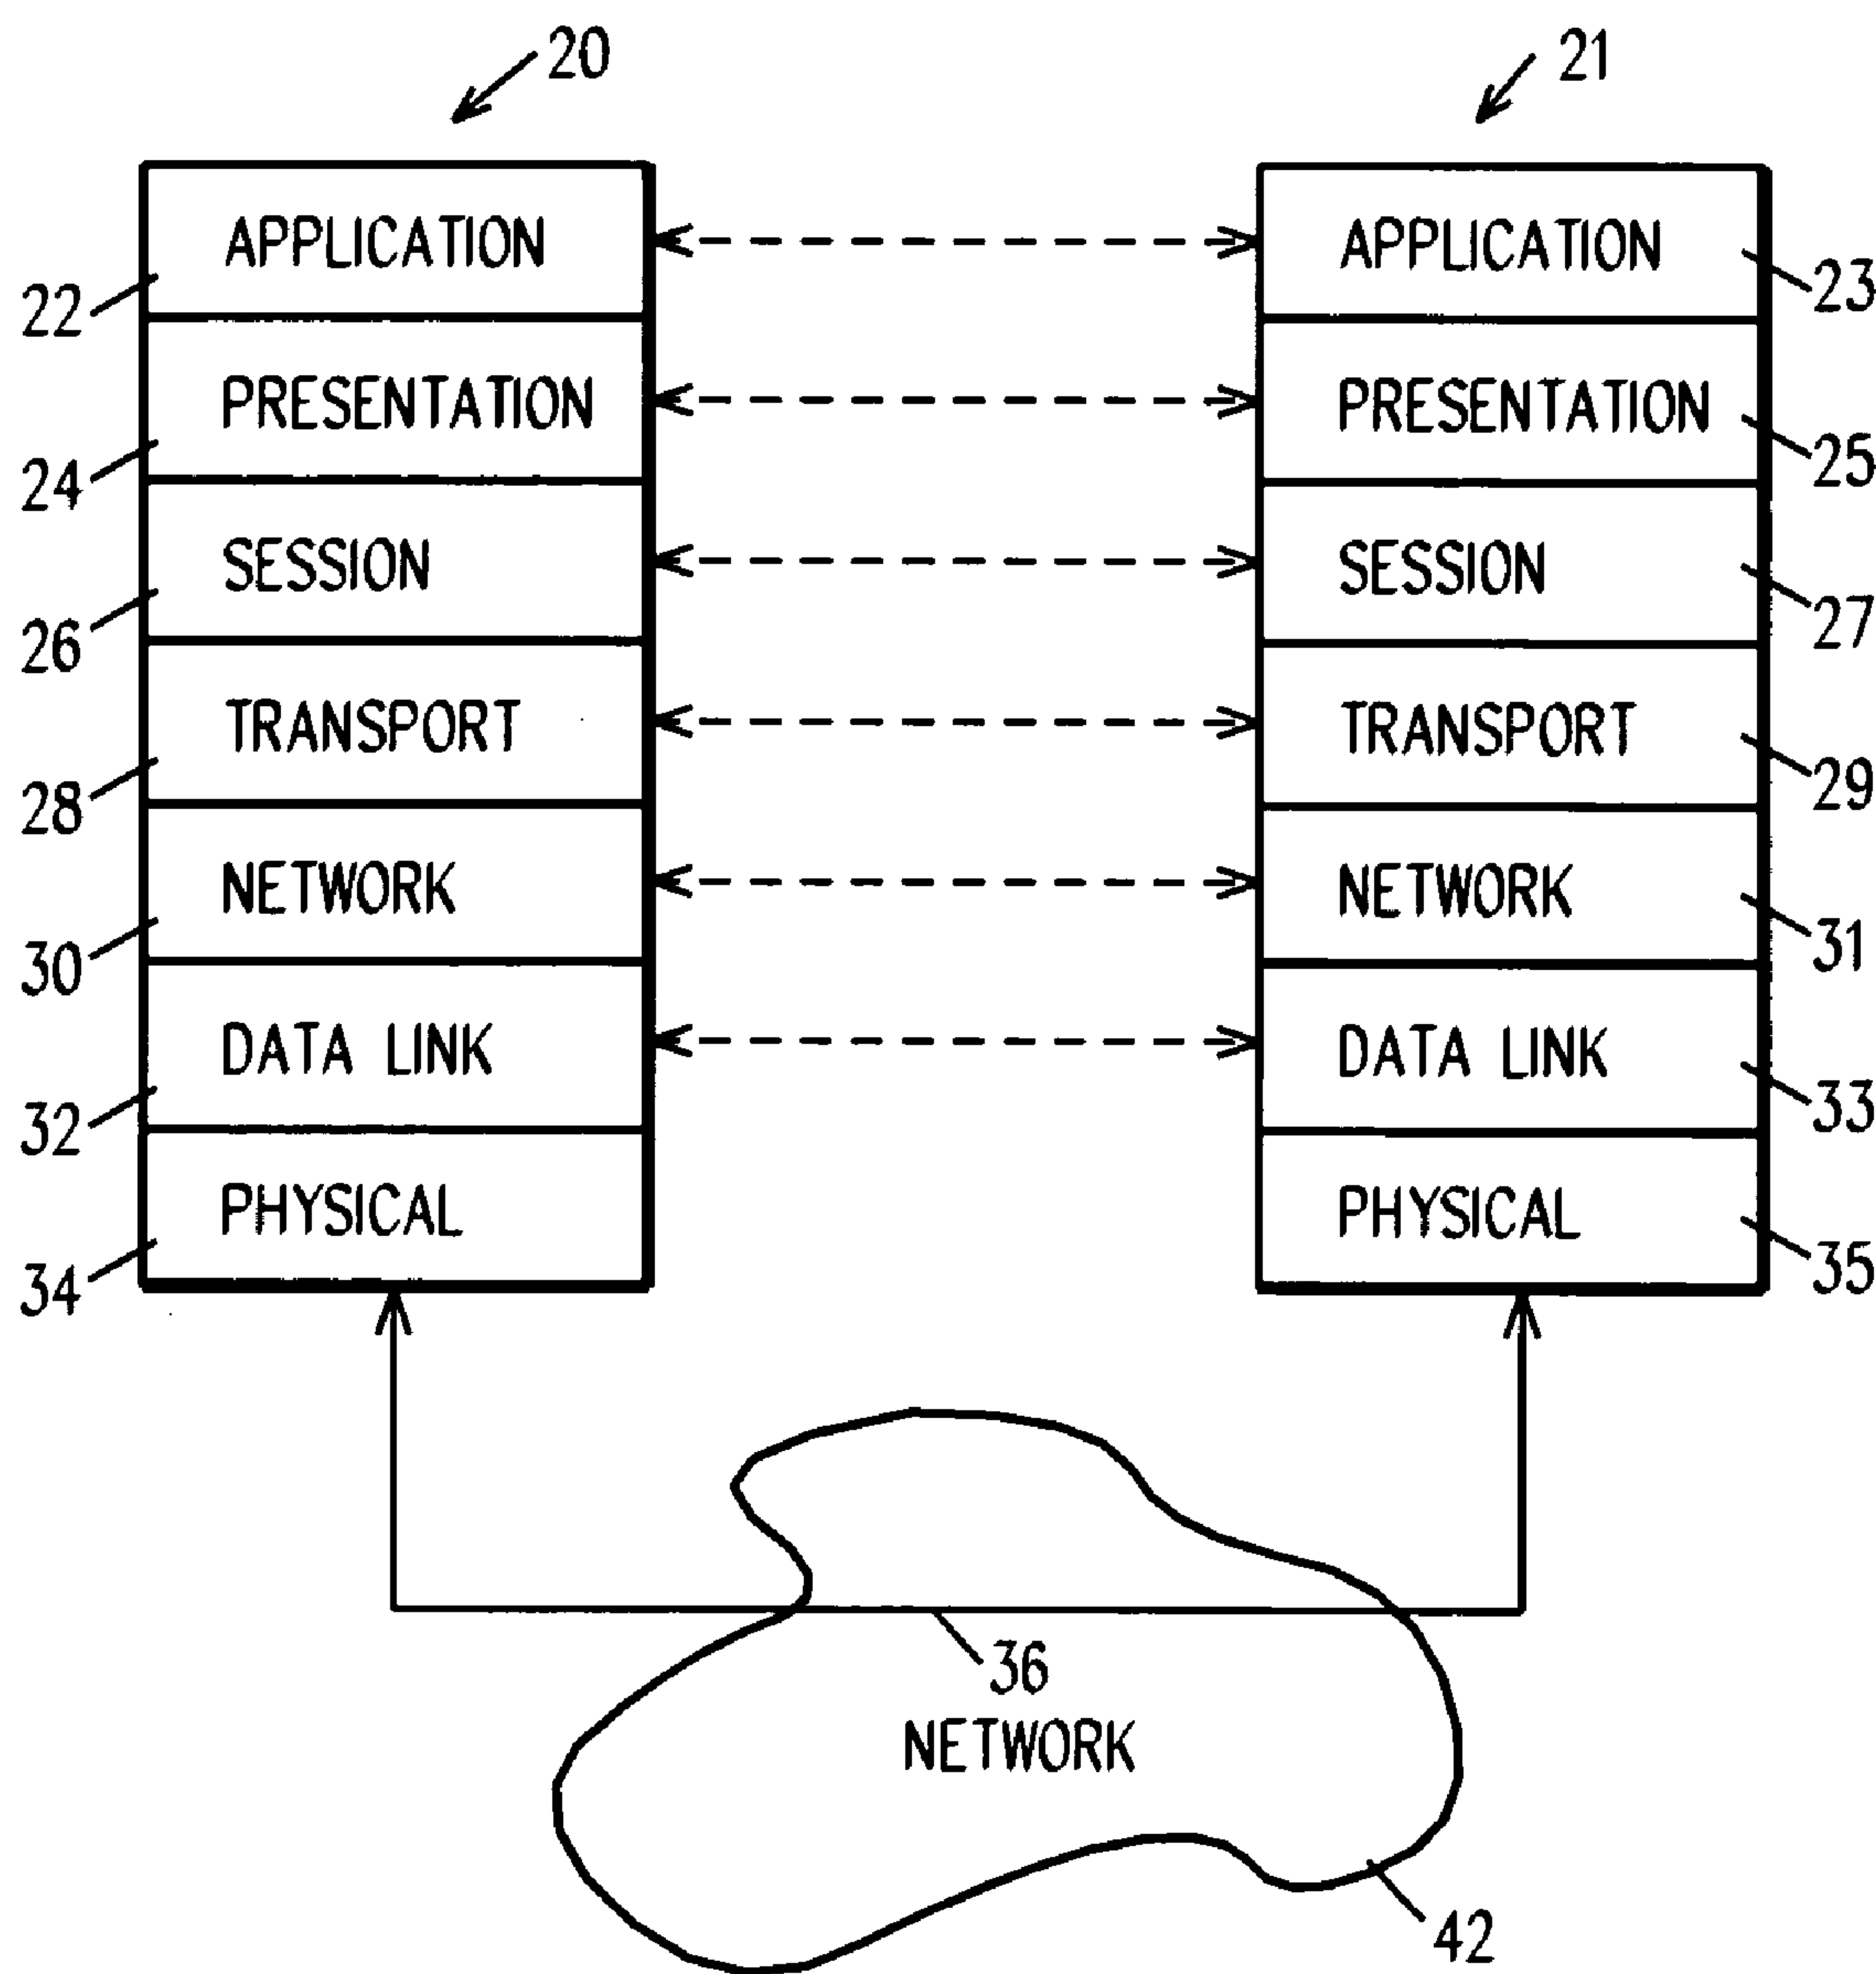 20
21
APPLICATION
APPLICATION
22
23
PRESENTATION
PRESENTATION
24
25
SESSION
SESSION
26
27
TRANSPORT
TRANSPORT
28
29
NETWORK
NETWORK
30
31
DATA LINK
DATA LINK
32
33
PHYSICAL
PHYSICAL
34
35
36
NETWORK
42